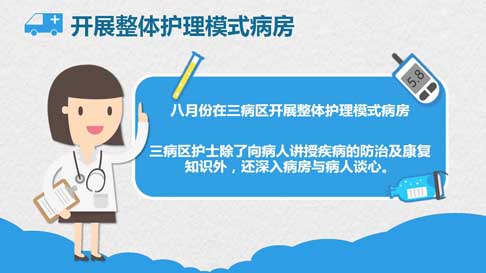 开展整体护理模式病房
八月份在三病区开展整体护理模式病房
三病区护士除了向病人讲授疾病的防治及康复
知识外，还深入病房与病人谈心。
5.8